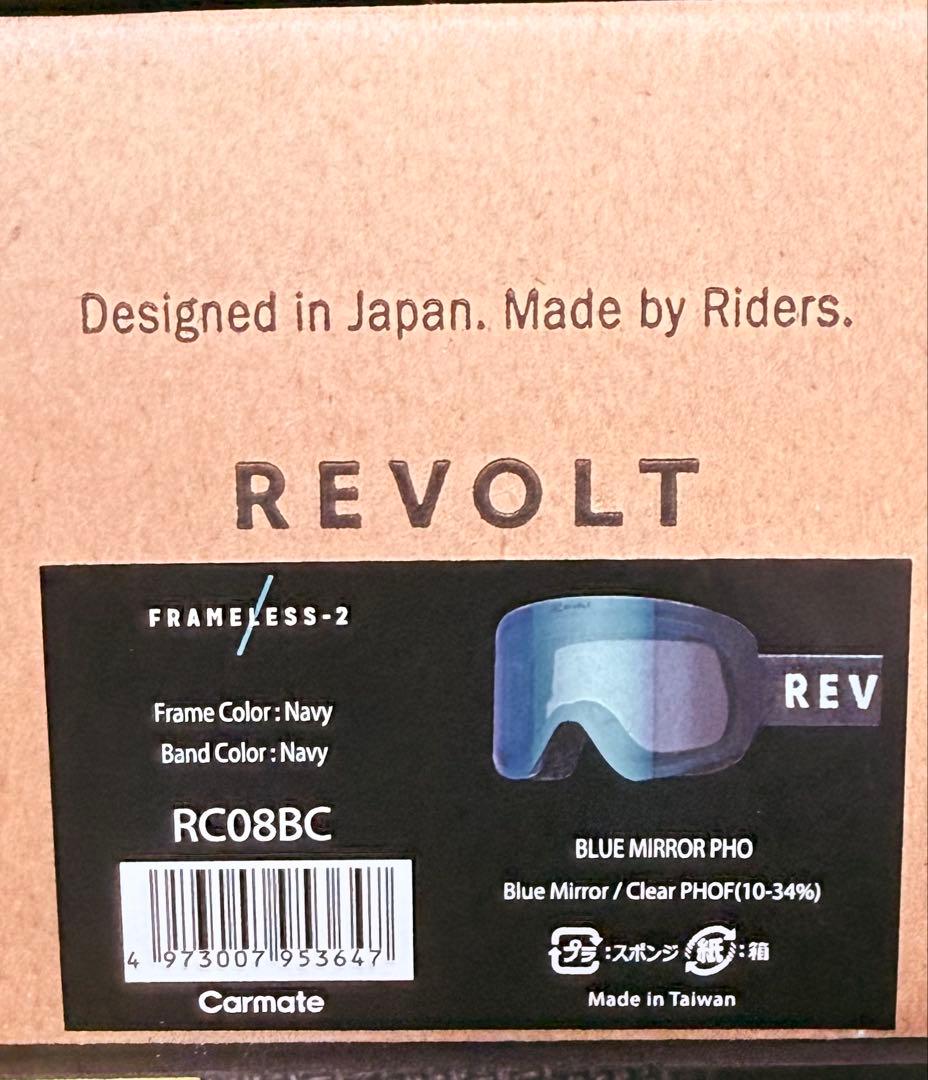 Designed in Japan. Made by Riders.
REVOLT
FRAMELESS-2
Frame Color : Navy
Band Color : Navy
RC08BC
4 973007 953647
Carmate
REV
BLUE MIRROR PHO
Blue Mirror / Clear PHOF(10-34%)
プラ:スポンジ 紙:箱
Made in Taiwan